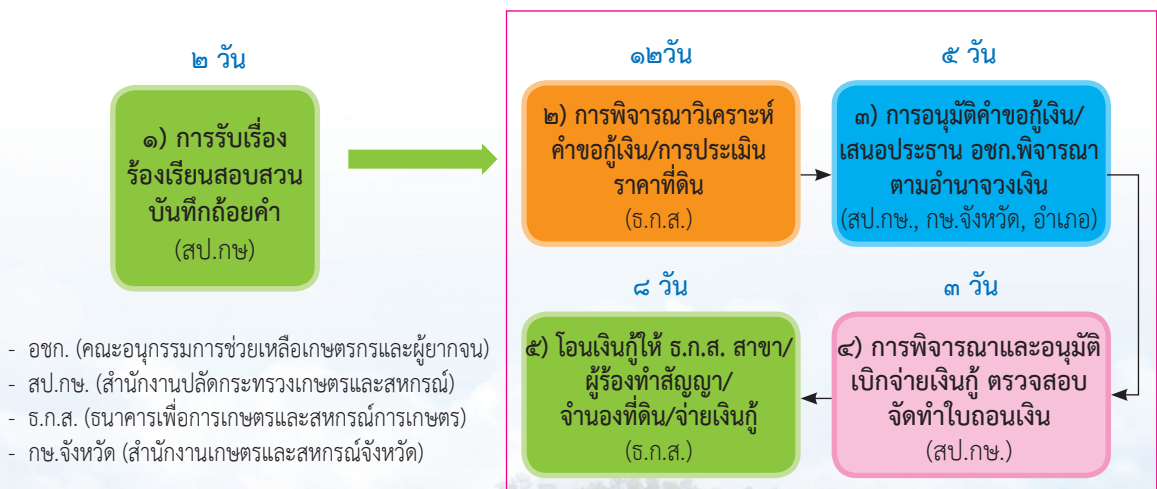 ๒ วัน
๑) การรับเรื่อง
ร้องเรียนสอบสวน
บันทึกถ้อยคำ
(สป.กษ)
๑๒วัน
๒) การพิจารณาวิเคราะห์
คำขอกู้เงิน/การประเมิน
ราคาที่ดิน
(ธ.ก.ส.)
๕ วัน
๓) การอนุมัติคำขอกู้เงิน/
เสนอประธาน อชก.พิจารณา
ตามอำนาจวงเงิน
(สป.กษ., กษ.จังหวัด, อำเภอ)
๓ วัน
๔) การพิจารณาและอนุมัติ
เบิกจ่ายเงินกู้ ตรวจสอบ
จัดทำใบถอนเงิน
(สป.กษ.)
๘ วัน
๕) โอนเงินกู้ให้ ธ.ก.ส. สาขา/
ผู้ร้องทำสัญญา/
จำนองที่ดิน/จ่ายเงินกู้
(ธ.ก.ส.)
- อชก. (คณะอนุกรรมการช่วยเหลือเกษตรกรและผู้ยากจน)
- สป.กษ. (สำนักงานปลัดกระทรวงเกษตรและสหกรณ์)
- ธ.ก.ส. (ธนาคารเพื่อการเกษตรและสหกรณ์การเกษตร)
- กษ.จังหวัด (สำนักงานเกษตรและสหกรณ์จังหวัด)